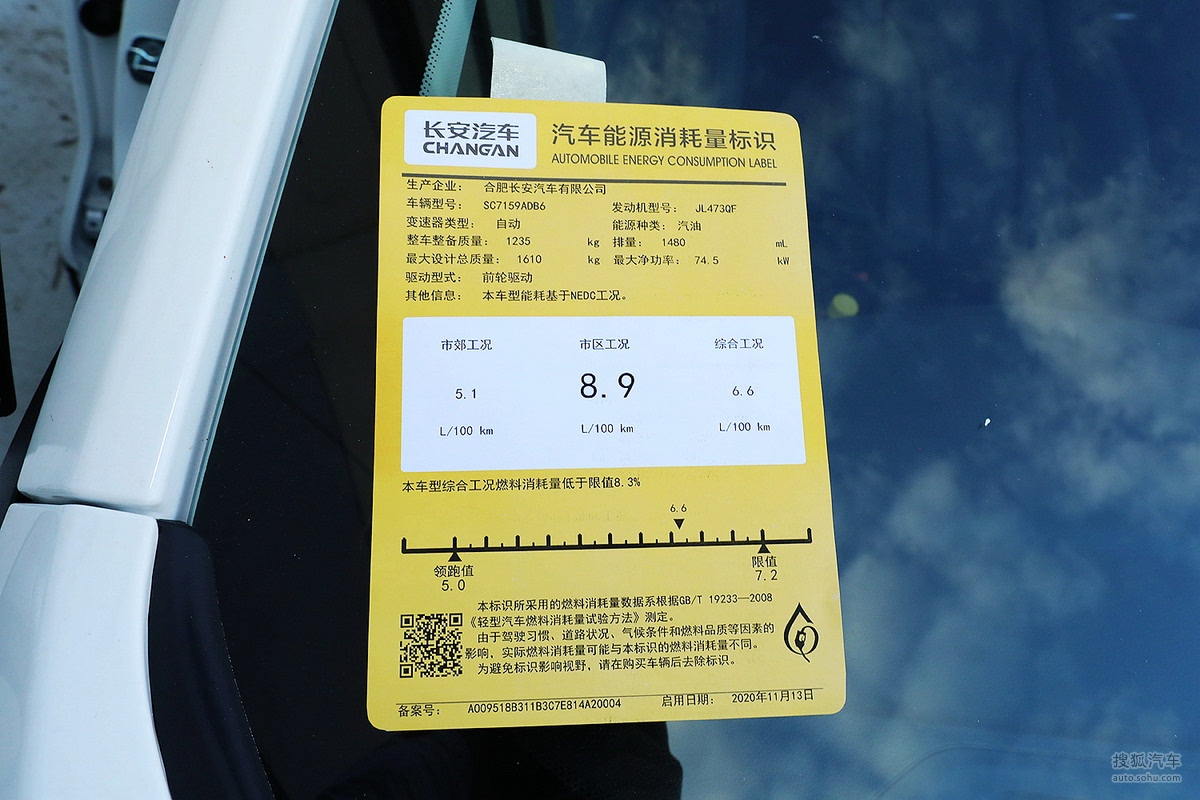 长安汽车
CHANGAN
汽车能源消耗量标识
AUTOMOBILE ENERGY CONSUMPTION LABEL
生产企业： 合肥长安汽车有限公司
车辆型号： SC7159ADB6 发动机型号： JL473QF
变速器类型： 自动 能源种类： 汽油
整车整备质量： 1235 kg 排量： 1480 mL
最大设计总质量： 1610 kg 最大净功率： 74.5 kW
驱动型式： 前轮驱动
其他信息： 本车型能耗基于NEDC工况。
市郊工况 市区工况 综合工况
5.1 8.9 6.6
L/100 km L/100 km L/100 km
本车型综合工况燃料消耗量低于限值8.3%
6.6
领跑值 限值
5.0 7.2
本标识所采用的燃料消耗量数据系根据GB/T 19233—2008
《轻型汽车燃料消耗量试验方法》测定。
由于驾驶习惯、道路状况、气候条件和燃料品质等因素的
影响，实际燃料消耗量可能与本标识的燃料消耗量不同。
为避免标识影响视野，请在购买车辆后去除标识。
备案号： A009518B311B3C7E814A20004 启用日期： 2020年11月13日
搜狐汽车
auto.sohu.com